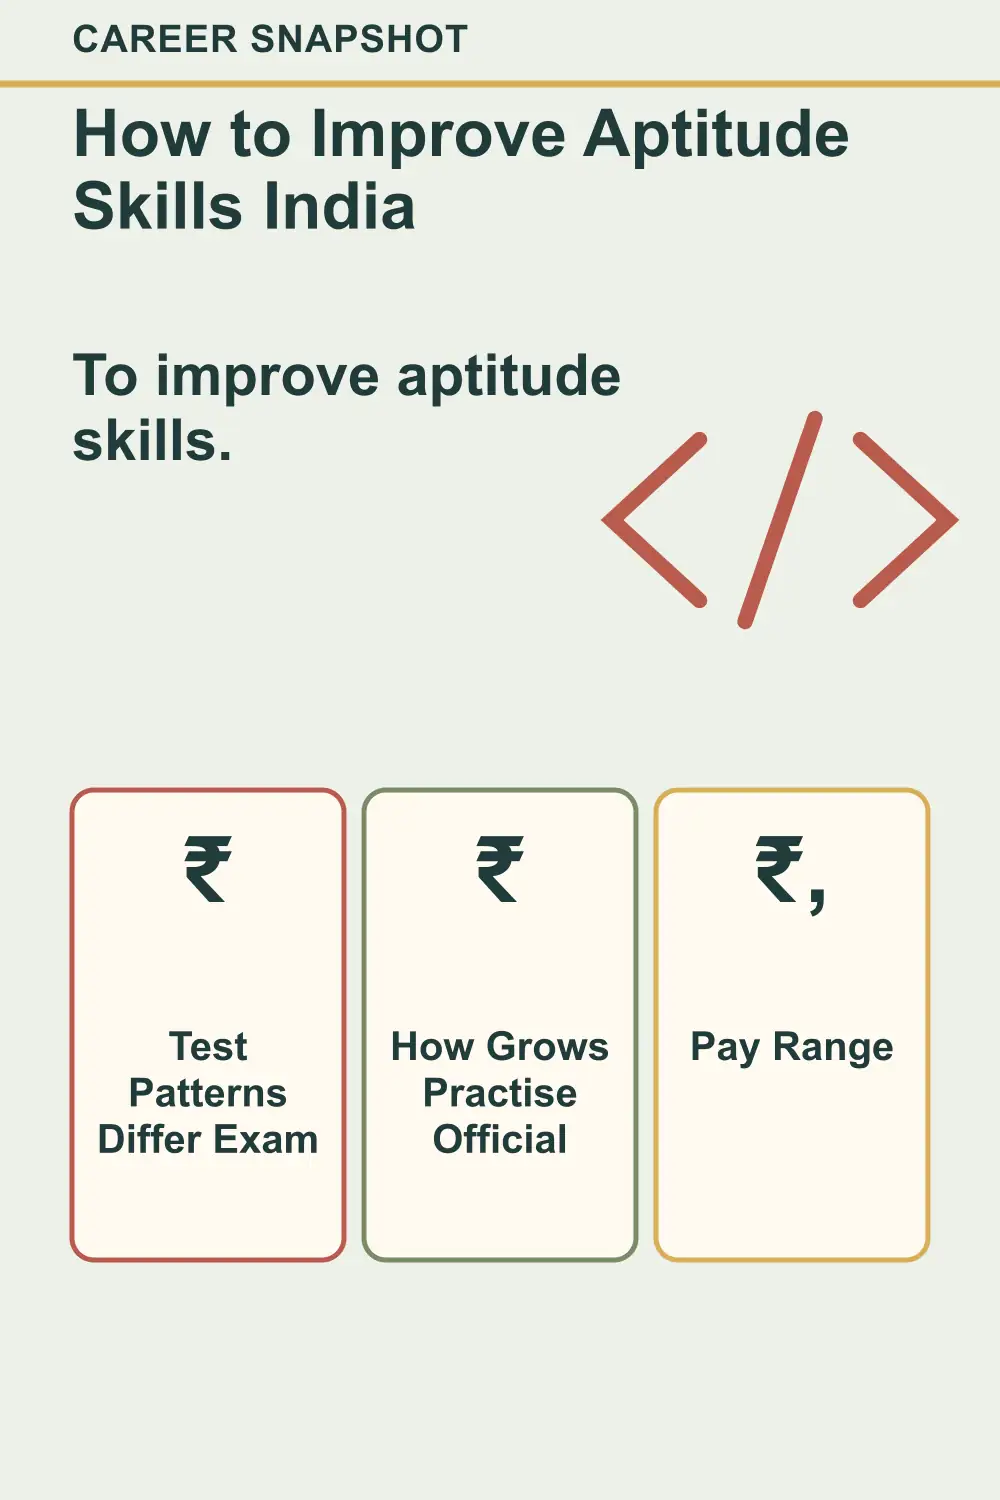 CAREER SNAPSHOT
How to Improve Aptitude
Skills India
To improve aptitude
skills.
</>
₹
Test
Patterns
Differ Exam
₹
How Grows
Practise
Official
₹,
Pay Range